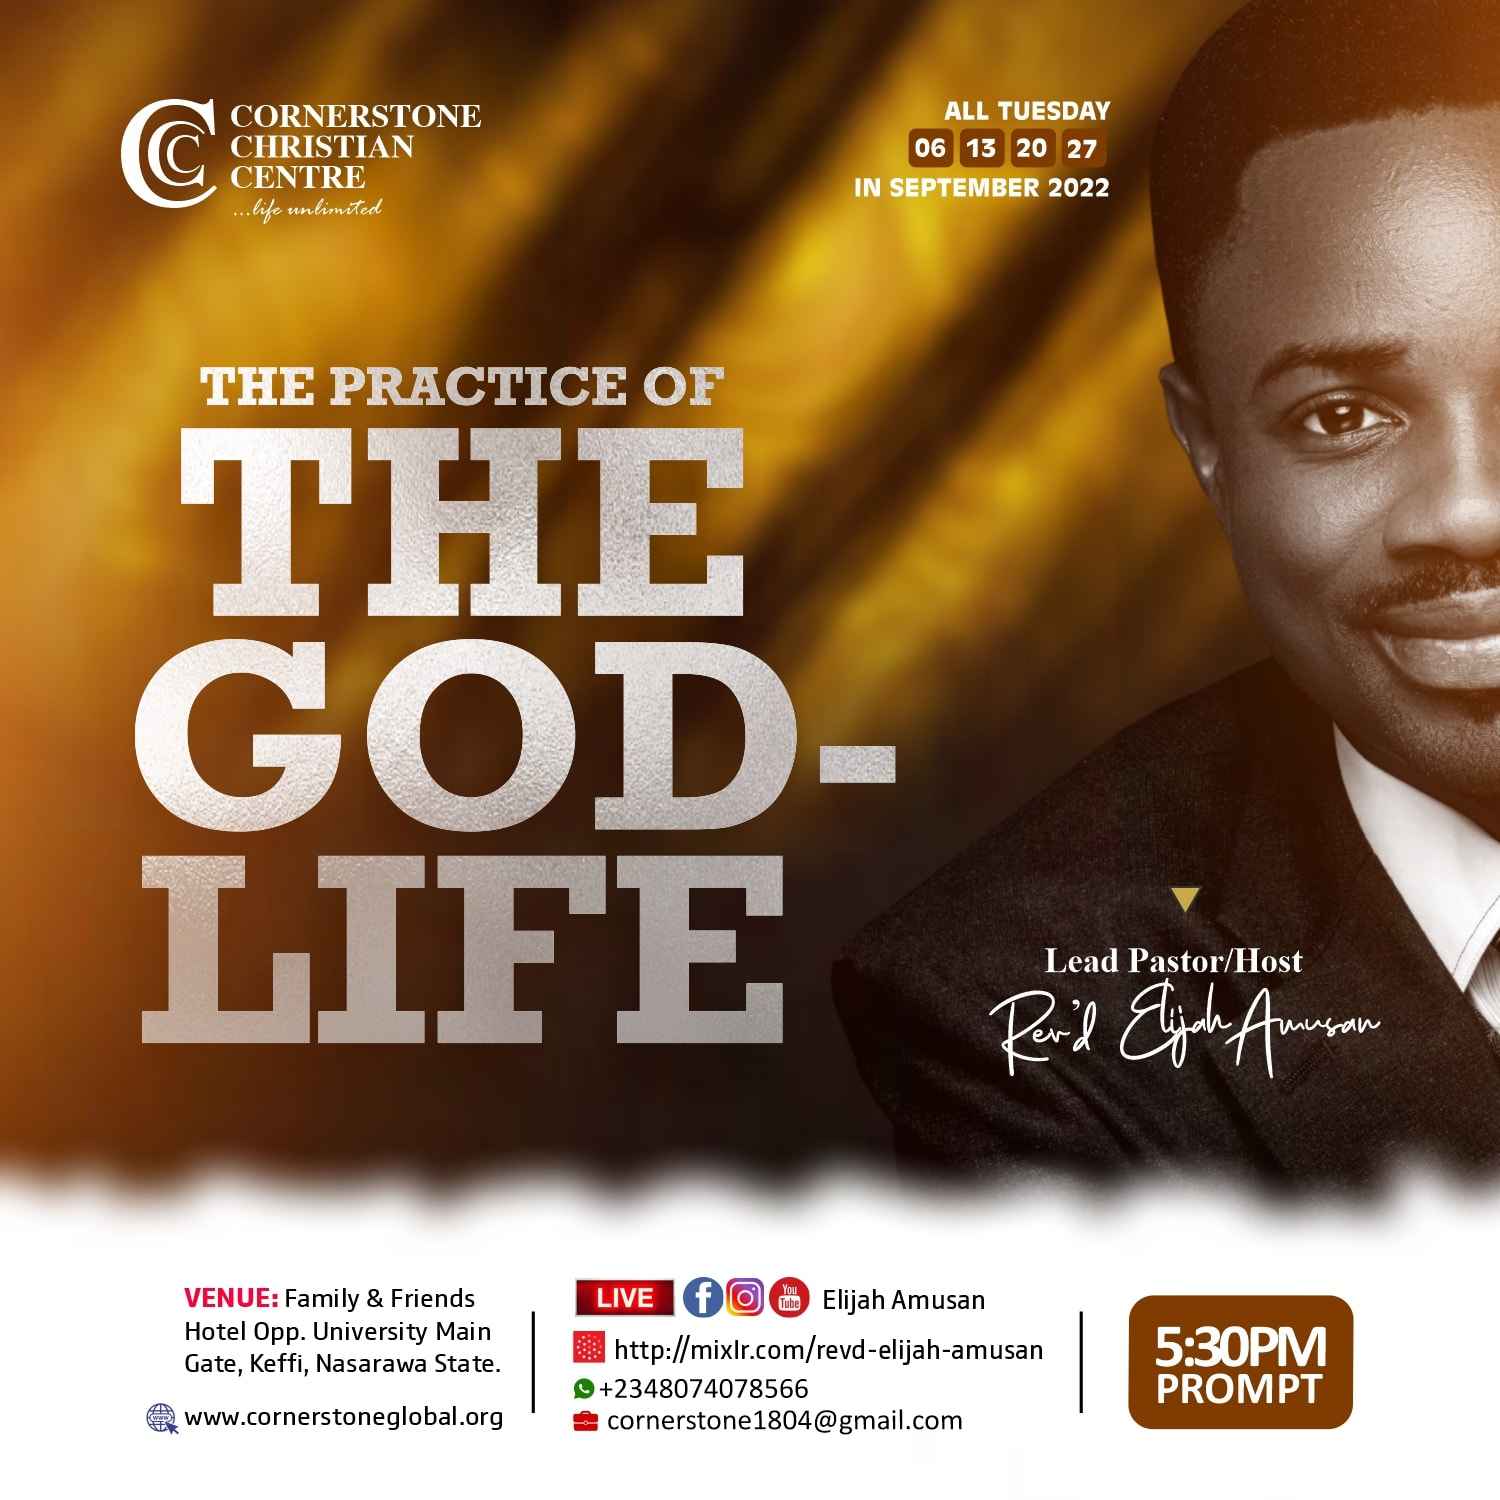 CORNERSTONE
CHRISTIAN
CENTRE
...life unlimited
ALL TUESDAY
06 13 20 27
IN SEPTEMBER 2022
THE PRACTICE OF
THE
GOD-
LIFE
Lead Pastor/Host
Rev'd Elijah Amusan
VENUE: Family & Friends
Hotel Opp. University Main
Gate, Keffi, Nasarawa State.
www.cornerstoneglobal.org
LIVE You Tube Elijah Amusan
http://mixlr.com/revd-elijah-amusan
+2348074078566
cornerstone1804@gmail.com
5:30PM
PROMPT